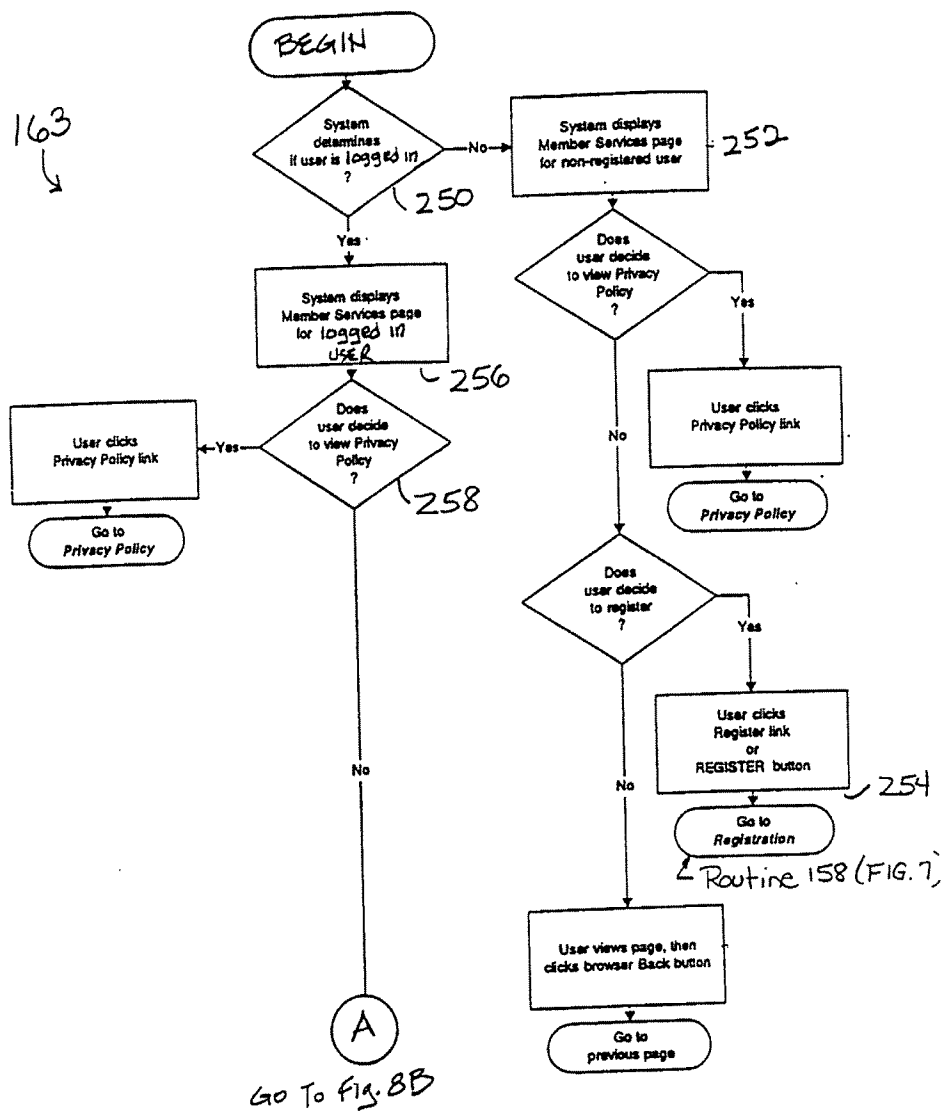 BEGIN
163
System
determines
if user is logged in
?
250
No
System displays
Member Services page
for non-registered user
252
Yes
System displays
Member Services page
for logged in
USER
256
Does
user decide
to view Privacy
Policy
?
258
Yes
User clicks
Privacy Policy link
Go to
Privacy Policy
No
A
GO TO Fig. 8B
Does
user decide
to view Privacy
Policy
?
Yes
User clicks
Privacy Policy link
Go to
Privacy Policy
No
Does
user decide
to register
?
Yes
User clicks
Register link
or
REGISTER button
254
Go to
Registration
Routine 158 (FIG. 7)
No
User views page, then
clicks browser Back button
Go to
previous page